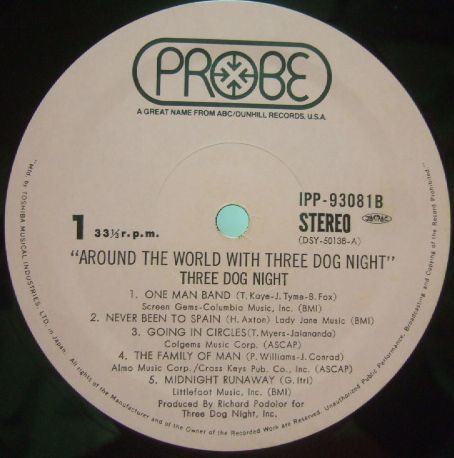 PROBE
A GREAT NAME FROM ABC/DUNHILL RECORDS, U.S.A.
IPP-93081B
1 33⅓ r.p.m.
STEREO
(DSY-5013B-A)
"AROUND THE WORLD WITH THREE DOG NIGHT"
THREE DOG NIGHT
1. ONE MAN BAND (T. Kaye-J. Tyme-B. Fox)
Screen Gems-Columbia Music, Inc. (BMI)
2. NEVER BEEN TO SPAIN (H. Axton) Lady Jane Music (BMI)
3. GOING IN CIRCLES (T. Myers-Jaiananda)
Colgems Music Corp. (ASCAP)
4. THE FAMILY OF MAN (P. Williams-J. Conrad)
Almo Music Corp./Cross Keys Pub. Co., Inc. (ASCAP)
5. MIDNIGHT RUNAWAY (G. Itri)
Littlefoot Music, Inc. (BMI)
Produced By Richard Podolor for
Three Dog Night, Inc.
"Mfd. by TOSHIBA MUSICAL INDUSTRIES, LTD. in Japan. All rights of the Manufacturer and of the Owner of the Recorded Work are Reserved. Unauthorized Public Performance, Broadcasting and Copying of the Record Prohibited"